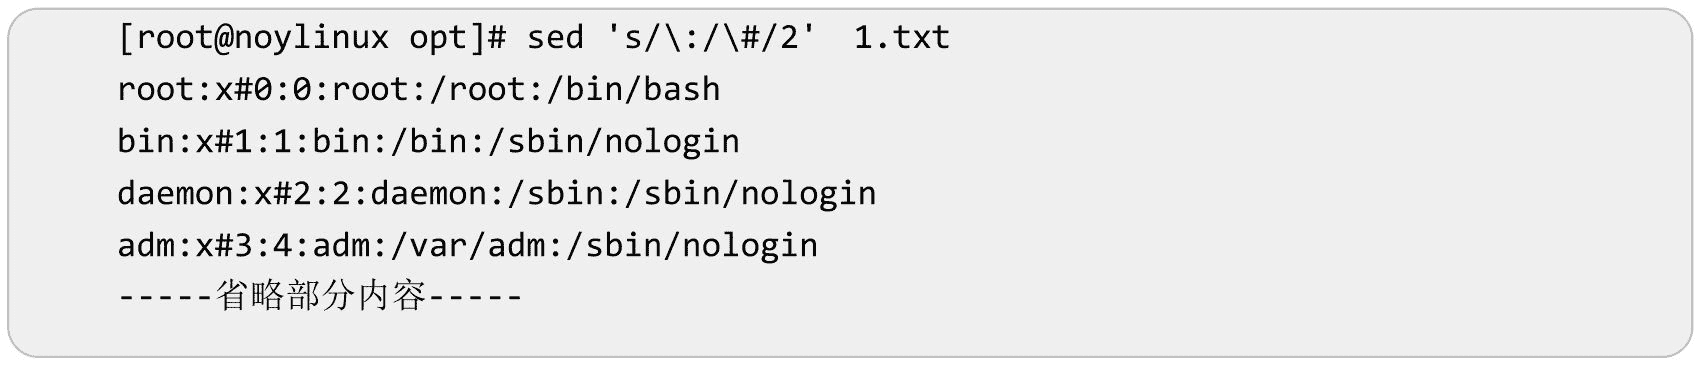 [root@noylinux opt]# sed 's/\:/\#/2'  1.txt
root:x#0:0:root:/root:/bin/bash
bin:x#1:1:bin:/bin:/sbin/nologin
daemon:x#2:2:daemon:/sbin:/sbin/nologin
adm:x#3:4:adm:/var/adm:/sbin/nologin
-----省略部分内容-----